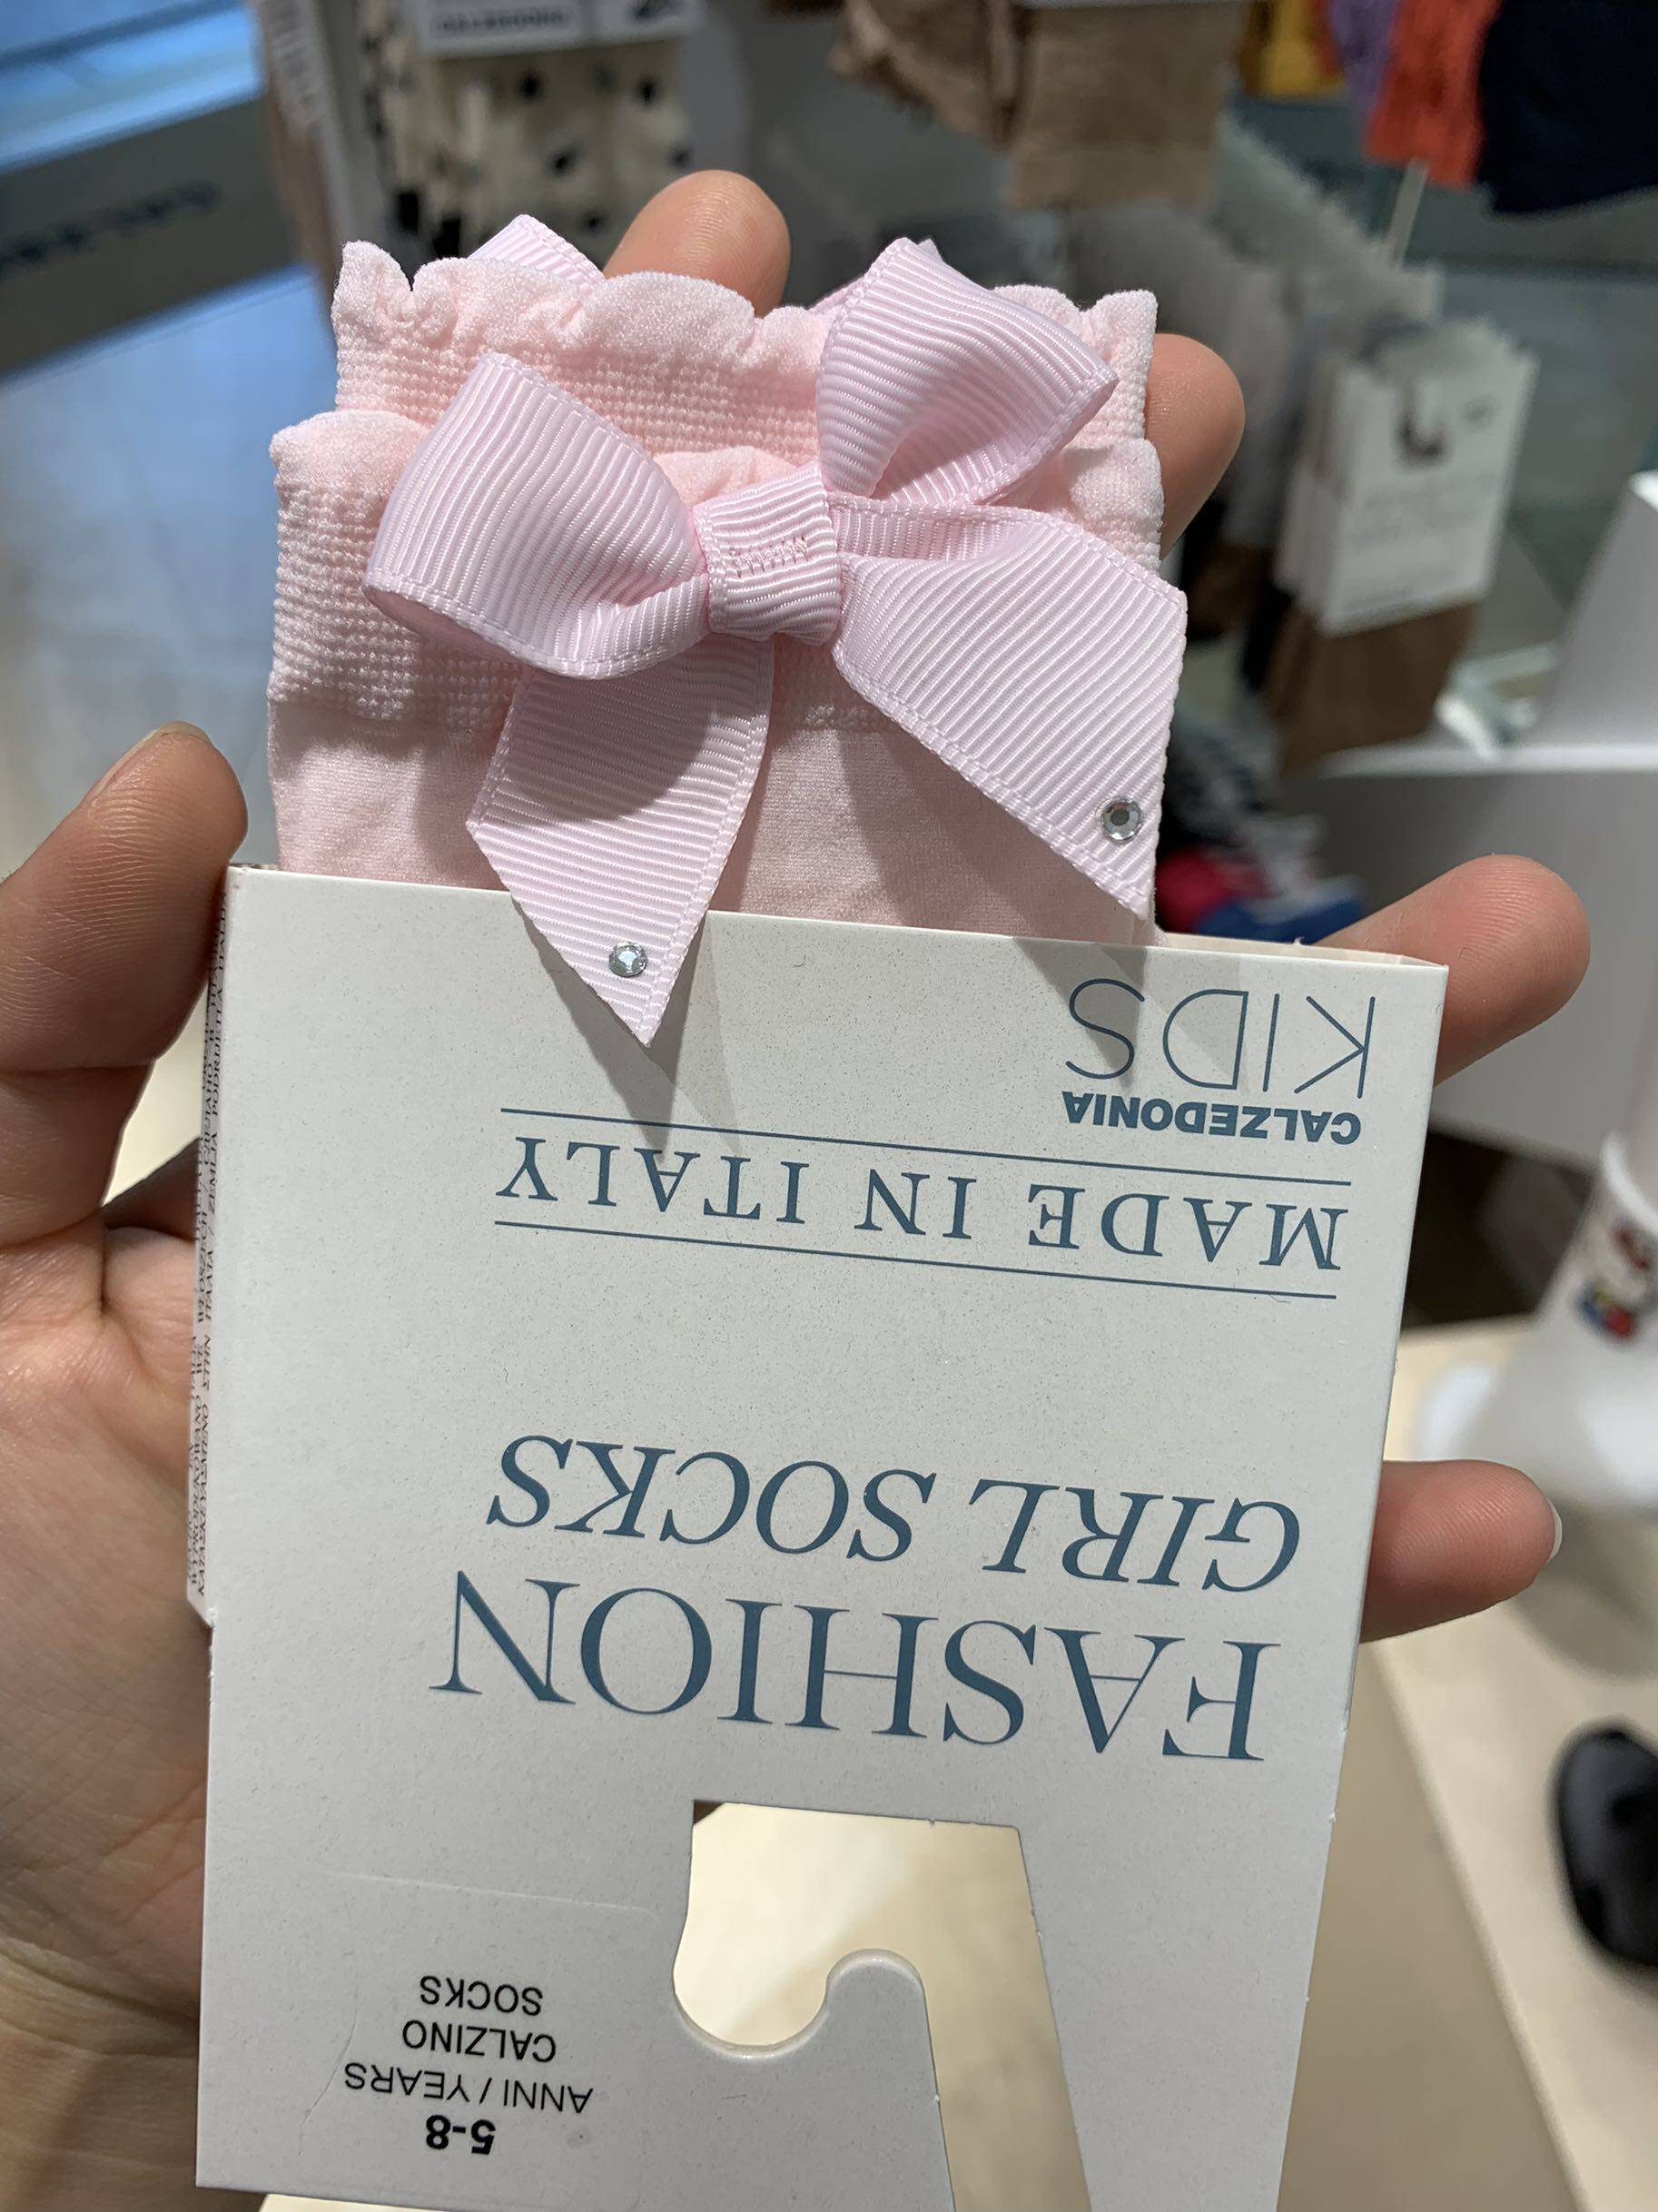 5-8
ANNI / YEARS
CALZINO
SOCKS
FASHION
GIRL SOCKS
MADE IN ITALY
CALZEDONIA
KIDS